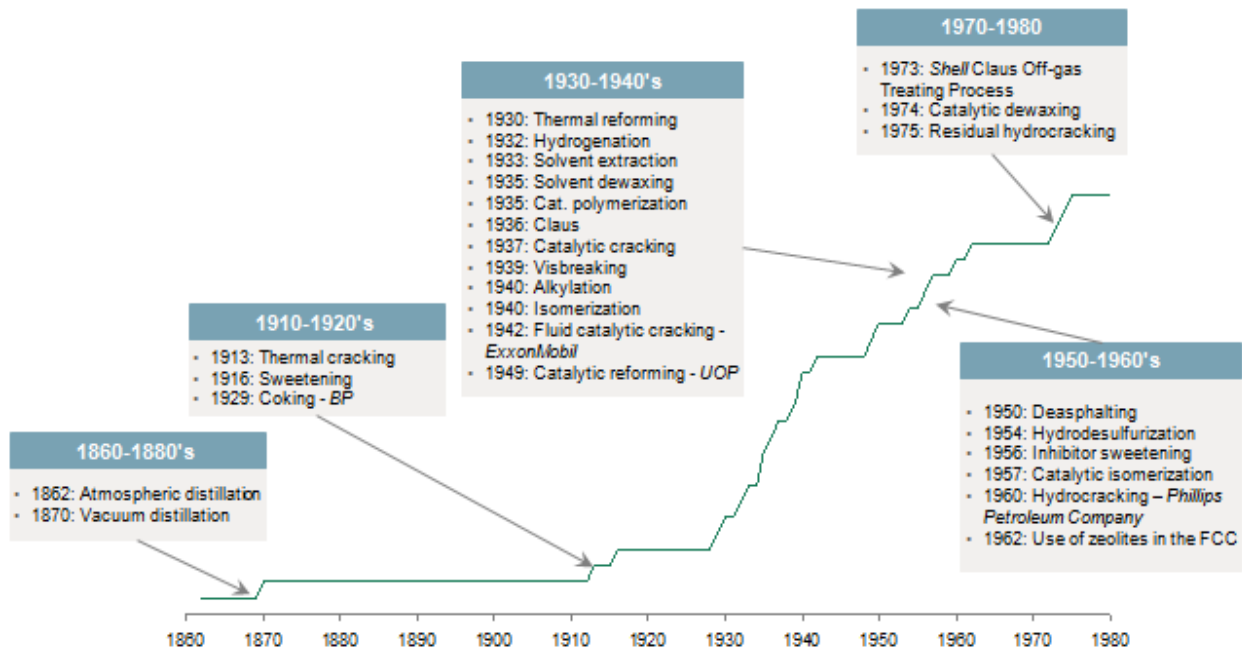 1970-1980
• 1973: Shell Claus Off-gas
Treating Process
• 1974: Catalytic dewaxing
• 1975: Residual hydrocracking
1930-1940's
• 1930: Thermal reforming
• 1932: Hydrogenation
• 1933: Solvent extraction
• 1935: Solvent dewaxing
• 1935: Cat. polymerization
• 1936: Claus
• 1937: Catalytic cracking
• 1939: Visbreaking
• 1940: Alkylation
• 1940: Isomerization
• 1942: Fluid catalytic cracking -
ExxonMobil
• 1949: Catalytic reforming - UOP
1910-1920's
• 1913: Thermal cracking
• 1916: Sweetening
• 1929: Coking - BP
1950-1960's
• 1950: Deasphalting
• 1954: Hydrodesulfurization
• 1956: Inhibitor sweetening
• 1957: Catalytic isomerization
• 1960: Hydrocracking – Phillips
Petroleum Company
• 1962: Use of zeolites in the FCC
1860-1880's
• 1862: Atmospheric distillation
• 1870: Vacuum distillation
1860 1870 1880 1890 1900 1910 1920 1930 1940 1950 1960 1970 1980